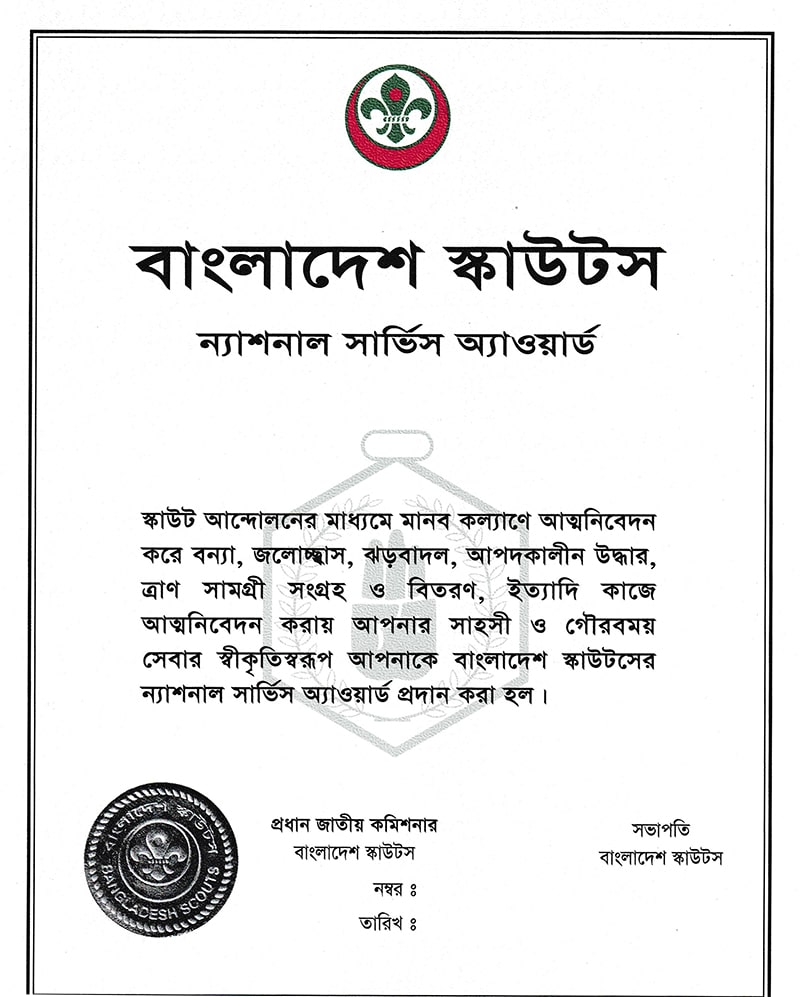 বাংলাদেশ স্কাউটস
ন্যাশনাল সার্ভিস অ্যাওয়ার্ড
স্কাউট আন্দোলনের মাধ্যমে মানব কল্যাণে আত্মনিবেদন
করে বন্যা, জলোচ্ছ্বাস, ঝড়বাদল, আপদকালীন উদ্ধার,
ত্রাণ সামগ্রী সংগ্রহ ও বিতরণ, ইত্যাদি কাজে
আত্মনিবেদন করায় আপনার সাহসী ও গৌরবময়
সেবার স্বীকৃতিস্বরূপ আপনাকে বাংলাদেশ স্কাউটসের
ন্যাশনাল সার্ভিস অ্যাওয়ার্ড প্রদান করা হল।
বাংলাদেশ স্কাউটস
BANGLADESH SCOUTS
প্রধান জাতীয় কমিশনার
বাংলাদেশ স্কাউটস
নম্বর ঃ
তারিখ ঃ
সভাপতি
বাংলাদেশ স্কাউটস